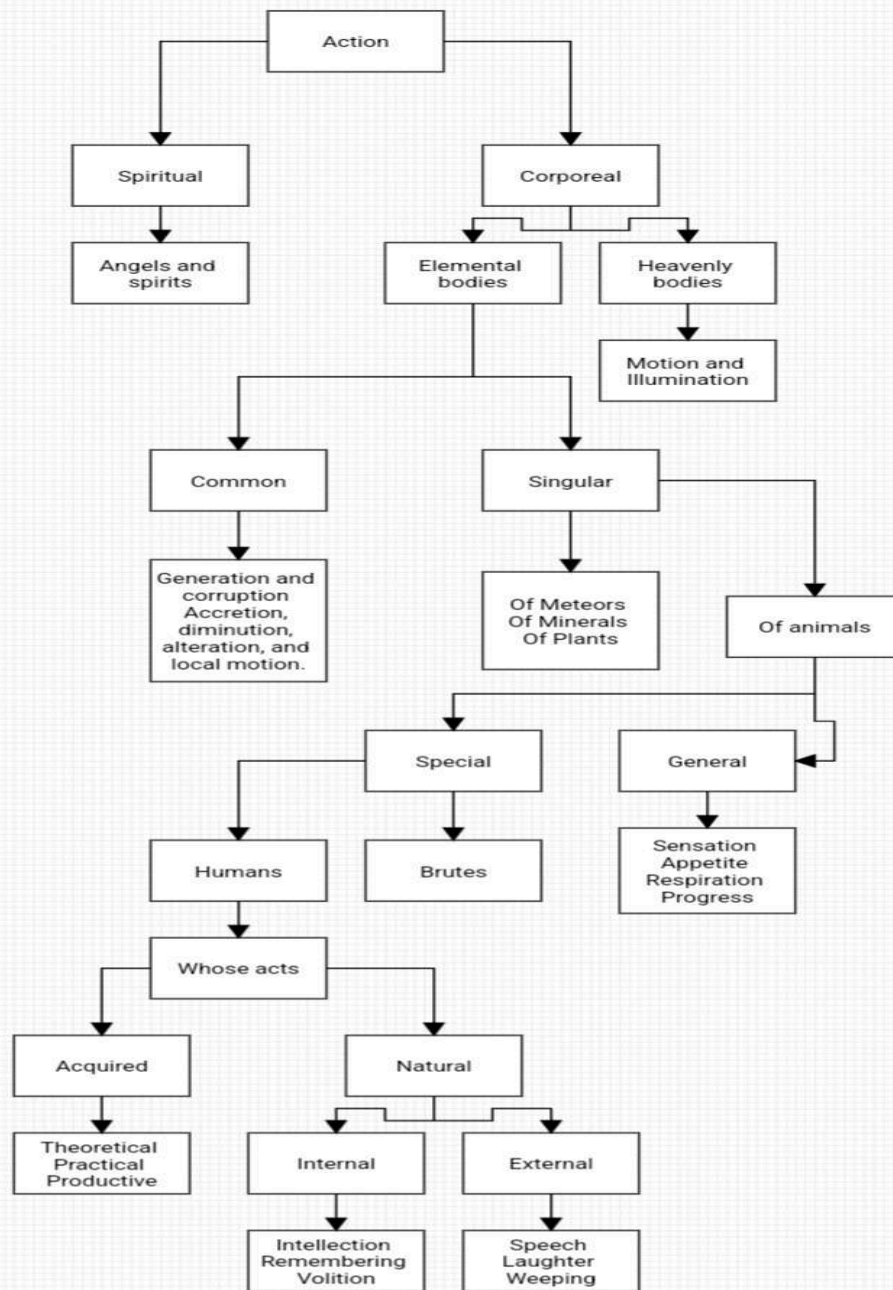 Action
Spiritual
Corporeal
Angels and
spirits
Elemental
bodies
Heavenly
bodies
Motion and
Illumination
Common
Singular
Generation and
corruption
Accretion,
diminution,
alteration, and
local motion.
Of Meteors
Of Minerals
Of Plants
Of animals
Special
General
Humans
Brutes
Sensation
Appetite
Respiration
Progress
Whose acts
Acquired
Natural
Theoretical
Practical
Productive
Internal
External
Intellection
Remembering
Volition
Speech
Laughter
Weeping